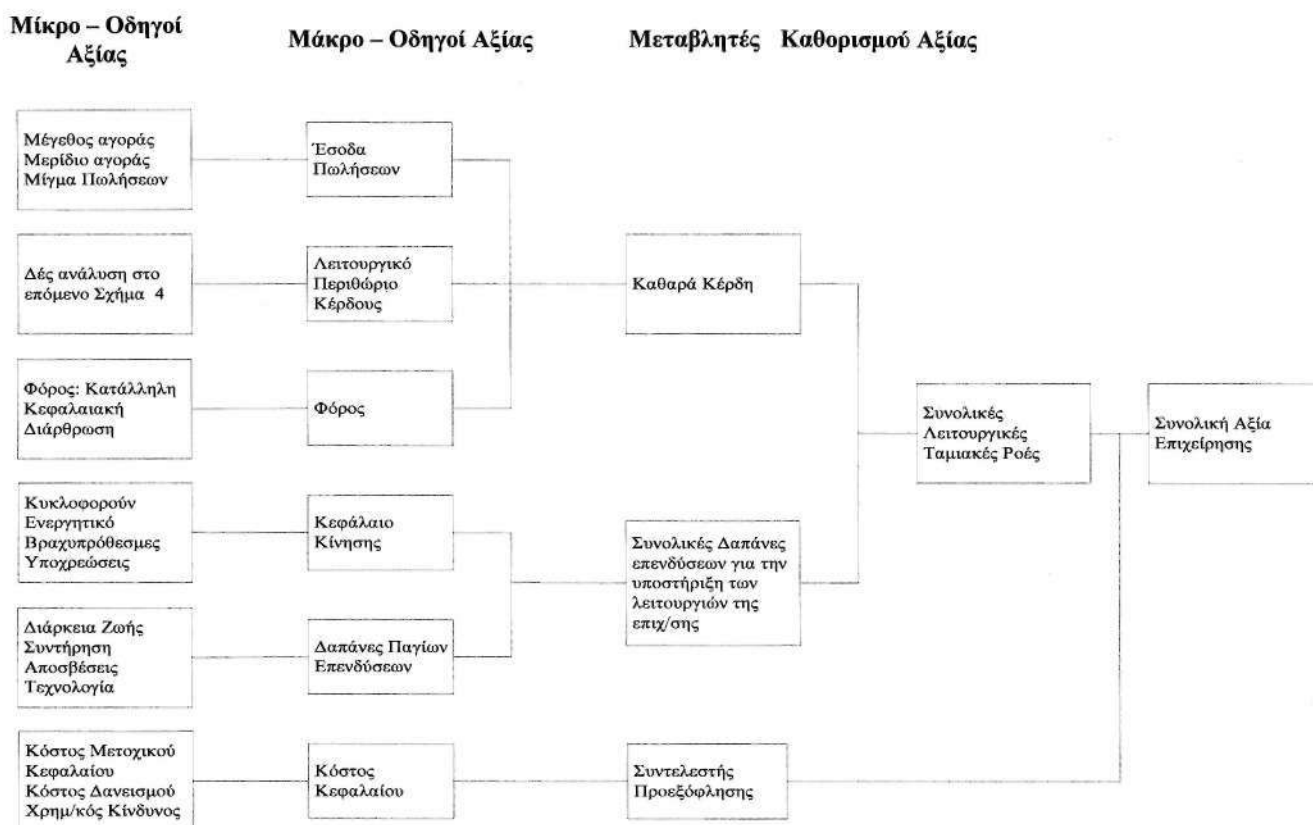 Μίκρο – Οδηγοί
Αξίας
Μάκρο – Οδηγοί Αξίας
Μεταβλητές Καθορισμού Αξίας
Μέγεθος αγοράς
Μερίδιο αγοράς
Μίγμα Πωλήσεων
Έσοδα
Πωλήσεων
Δές ανάλυση στο
επόμενο Σχήμα 4
Λειτουργικό
Περιθώριο
Κέρδους
Καθαρά Κέρδη
Φόρος: Κατάλληλη
Κεφαλαιακή
Διάρθρωση
Φόρος
Συνολικές
Λειτουργικές
Ταμιακές Ροές
Συνολική Αξία
Επιχείρησης
Κυκλοφορούν
Ενεργητικό
Βραχυπρόθεσμες
Υποχρεώσεις
Κεφάλαιο
Κίνησης
Συνολικές Δαπάνες
επενδύσεων για την
υποστήριξη των
λειτουργιών της
επιχ/σης
Διάρκεια Ζωής
Συντήρηση
Αποσβέσεις
Τεχνολογία
Δαπάνες Παγίων
Επενδύσεων
Κόστος Μετοχικού
Κεφαλαίου
Κόστος Δανεισμού
Χρημ/κός Κίνδυνος
Κόστος
Κεφαλαίου
Συντελεστής
Προεξόφλησης